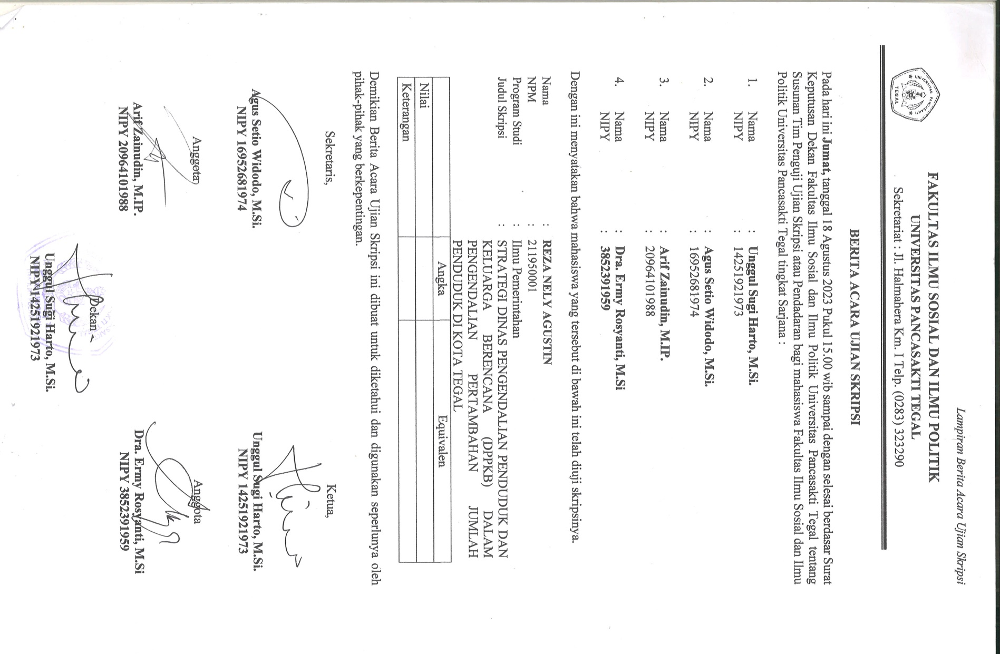 Lampiran Berita Acara Ujian Skripsi
FAKULTAS ILMU SOSIAL DAN ILMU POLITIK
UNIVERSITAS PANCASAKTI TEGAL
Sekretariat : Jl. Halmahera Km. I Telp. (0283) 323290
UNIVERSITAS PANCASAKTI
TEGAL
BERITA ACARA UJIAN SKRIPSI
Pada hari ini Jumat, tanggal 18 Agustus 2023 Pukul 15.00 wib sampai dengan selesai berdasar Surat
Keputusan Dekan Fakultas Ilmu Sosial dan Ilmu Politik Universitas Pancasakti Tegal tentang
Susunan Tim Penguji Ujian Skripsi atau Pendadaran bagi mahasiswa Fakultas Ilmu Sosial dan Ilmu
Politik Universitas Pancasakti Tegal tingkat Sarjana :
1. Nama : Unggul Sugi Harto, M.Si.
NIPY : 14251921973
2. Nama : Agus Setio Widodo, M.Si.
NIPY : 16952681974
3. Nama : Arif Zainudin, M.IP.
NIPY : 20964101988
4. Nama : Dra. Ermy Rosyanti, M.Si
NIPY : 3852391959
Dengan ini menyatakan bahwa mahasiswa yang tersebut di bawah ini telah diuji skripsinya.
Nama : REZA NELY AGUSTIN
NPM : 211950001
Program Studi : Ilmu Pemerintahan
Judul Skripsi : STRATEGI DINAS PENGENDALIAN PENDUDUK DAN
KELUARGA BERENCANA (DPPKB) DALAM
PENGENDALIAN PERTAMBAHAN JUMLAH
PENDUDUK DI KOTA TEGAL
Angka Equivalen
Nilai
Keterangan
Demikian Berita Acara Ujian Skripsi ini dibuat untuk diketahui dan digunakan seperlunya oleh
pihak-pihak yang berkepentingan.
Sekretaris, Ketua,
Agus Setio Widodo, M.Si. Unggul Sugi Harto, M.Si.
NIPY 16952681974 NIPY 14251921973
Anggota Anggota
Arif Zainudin, M.IP. Dra. Ermy Rosyanti, M.Si
NIPY 20964101988 NIPY 3852391959
Dekan
Unggul Sugi Harto, M.Si.
NIPY 14251921973